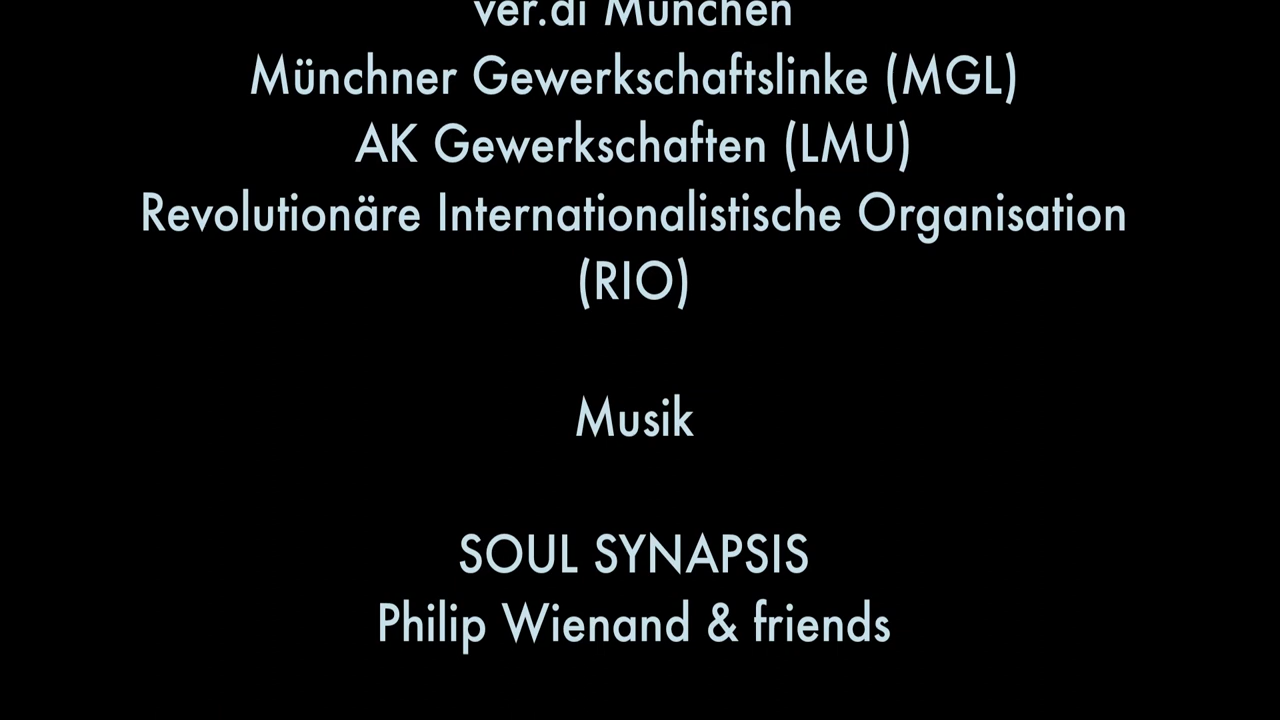 ver.di München
Münchner Gewerkschaftslinke (MGL)
AK Gewerkschaften (LMU)
Revolutionäre Internationalistische Organisation
(RIO)
Musik
SOUL SYNAPSIS
Philip Wienand & friends